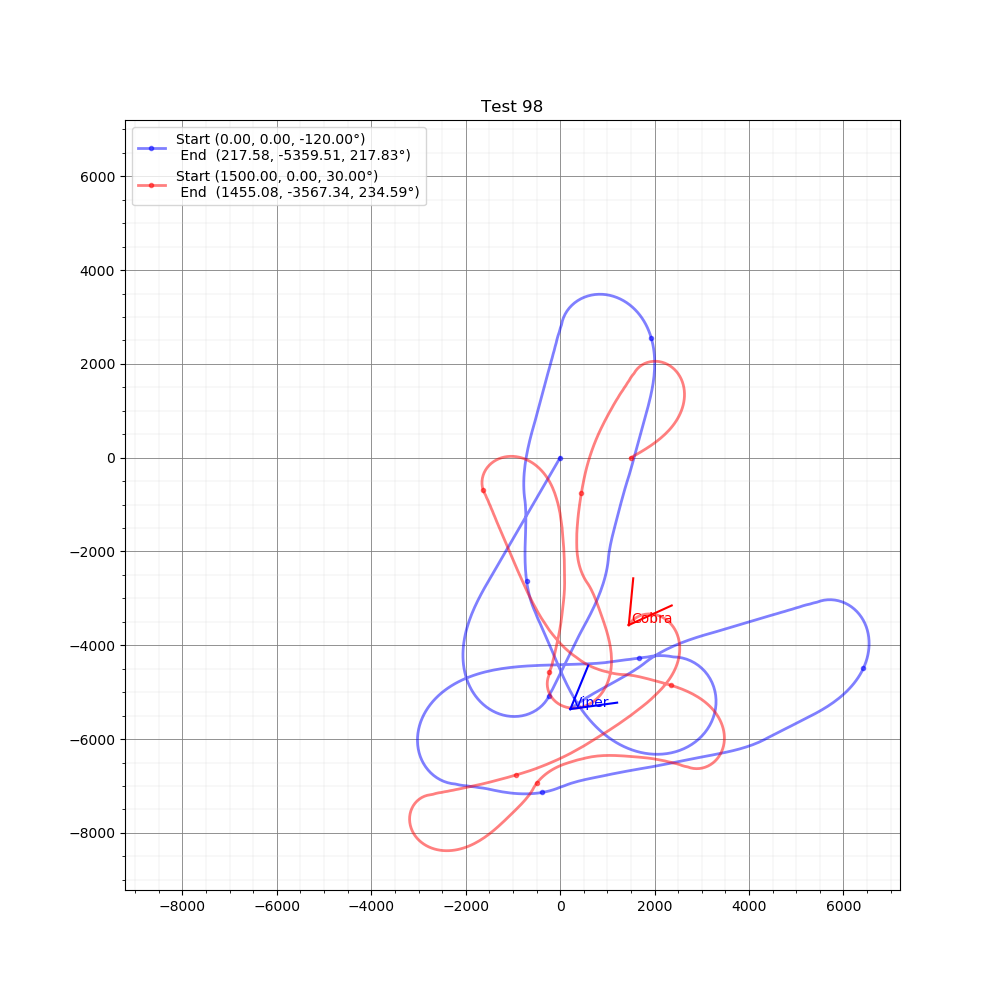 Test 98
Start (0.00, 0.00, -120.00°)
End (217.58, -5359.51, 217.83°)
Start (1500.00, 0.00, 30.00°)
End (1455.08, -3567.34, 234.59°)
6000
4000
2000
0
−2000
−4000
−6000
−8000
Cobra
Viper
−8000 −6000 −4000 −2000 0 2000 4000 6000